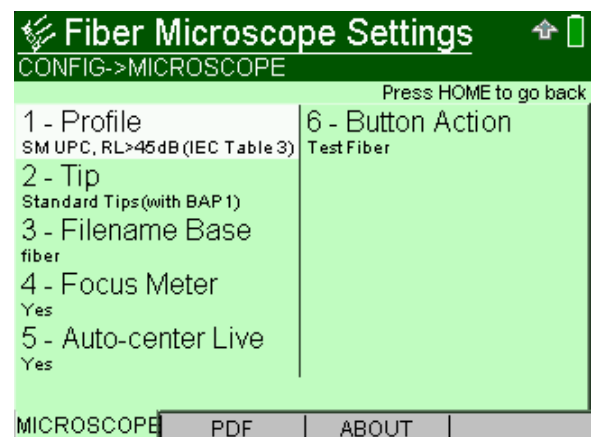 Fiber Microscope Settings
CONFIG->MICROSCOPE
Press HOME to go back
1 - Profile
SM UPC, RL>45dB (IEC Table 3)
2 - Tip
Standard Tips(with BAP1)
3 - Filename Base
fiber
4 - Focus Meter
Yes
5 - Auto-center Live
Yes
6 - Button Action
Test Fiber
MICROSCOPE PDF ABOUT